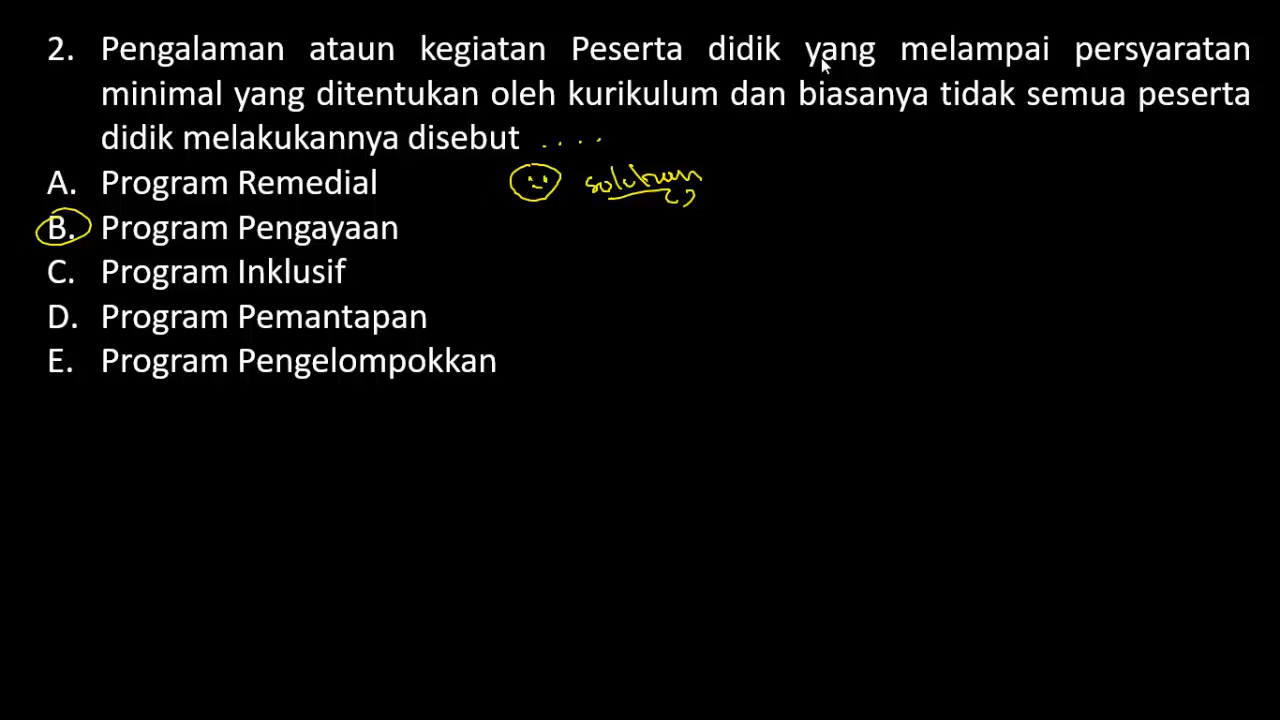 2. Pengalaman ataun kegiatan Peserta didik yang melampai persyaratan
minimal yang ditentukan oleh kurikulum dan biasanya tidak semua peserta
didik melakukannya disebut ....
A. Program Remedial
B. Program Pengayaan
C. Program Inklusif
D. Program Pemantapan
E. Program Pengelompokkan